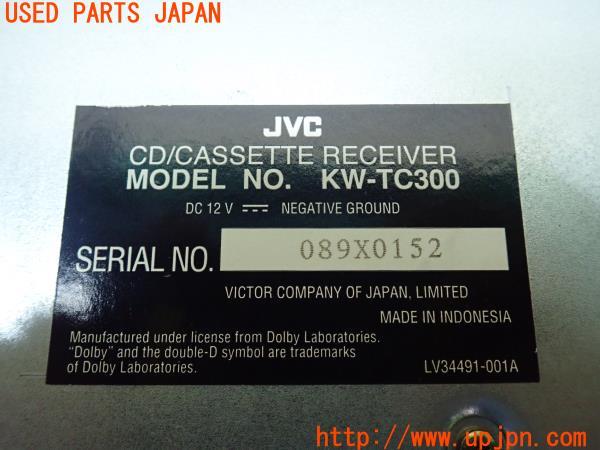 USED PARTS JAPAN
JVC
CD/CASSETTE RECEIVER
MODEL NO. KW-TC300
DC 12 V ⎓ NEGATIVE GROUND
SERIAL NO. 089X0152
VICTOR COMPANY OF JAPAN, LIMITED
MADE IN INDONESIA
Manufactured under license from Dolby Laboratories.
"Dolby" and the double-D symbol are trademarks
of Dolby Laboratories.
LV34491-001A
UPJ
http://www.upjpn.com/